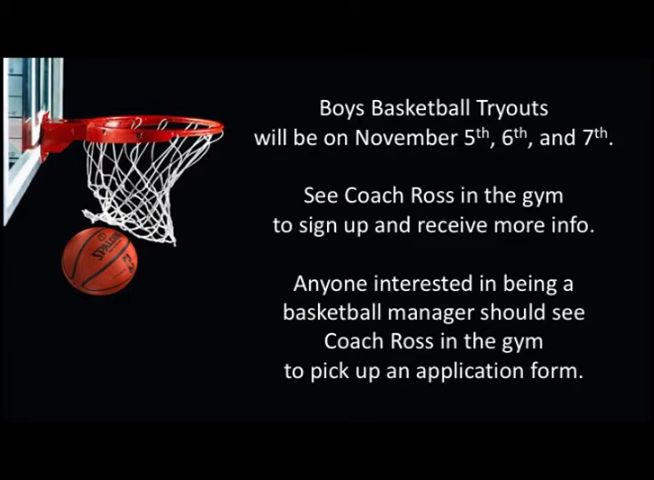 Boys Basketball Tryouts
will be on November 5th, 6th, and 7th.
See Coach Ross in the gym
to sign up and receive more info.
Anyone interested in being a
basketball manager should see
Coach Ross in the gym
to pick up an application form.
SPALDING